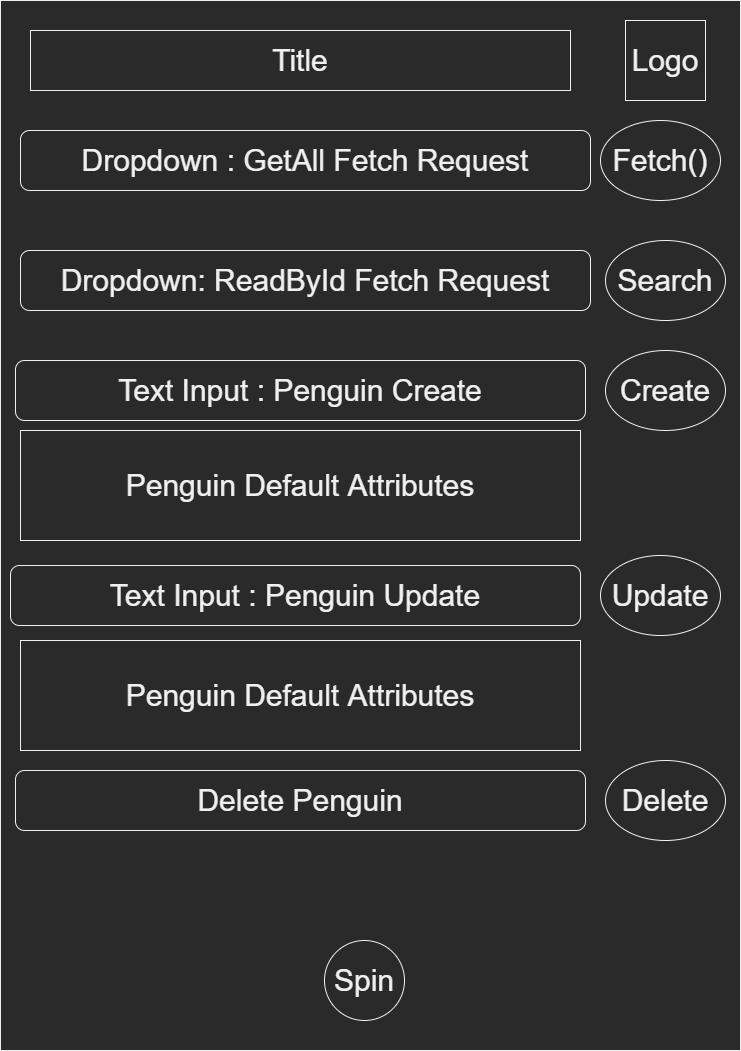 Title
Logo
Dropdown : GetAll Fetch Request
Fetch()
Dropdown: ReadById Fetch Request
Search
Text Input : Penguin Create
Create
Penguin Default Attributes
Text Input : Penguin Update
Update
Penguin Default Attributes
Delete Penguin
Delete
Spin